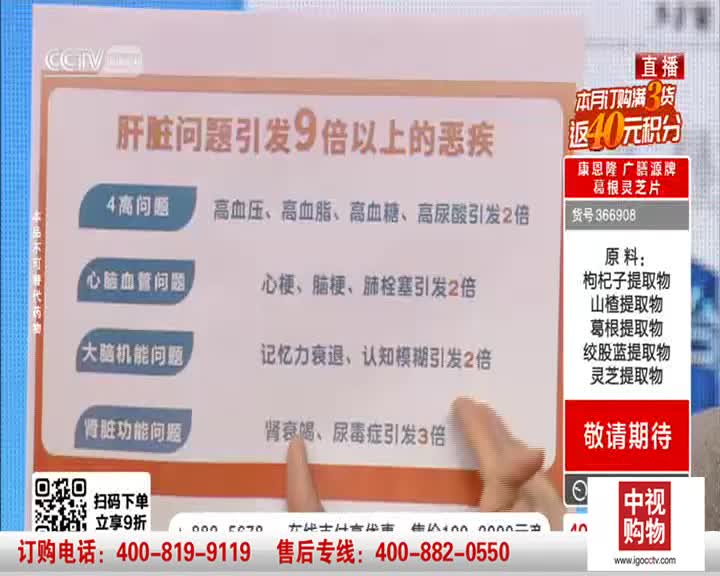 CCTV
直播
本月订购满3货
返40元积分
肝脏问题引发9倍以上的恶疾
4高问题
高血压、高血脂、高血糖、高尿酸引发2倍
心脑血管问题
心梗、脑梗、肺栓塞引发2倍
大脑机能问题
记忆力衰退、认知模糊引发2倍
肾脏功能问题
肾衰竭、尿毒症引发3倍
本品不可替代药物
康恩隆 广膳源牌
葛根灵芝片
货号366908
原料:
枸杞子提取物
山楂提取物
葛根提取物
绞股蓝提取物
灵芝提取物
敬请期待
扫码下单
立享9折
中视
购物
www.igocctv.com
订购电话: 400-819-9119 售后专线: 400-882-0550